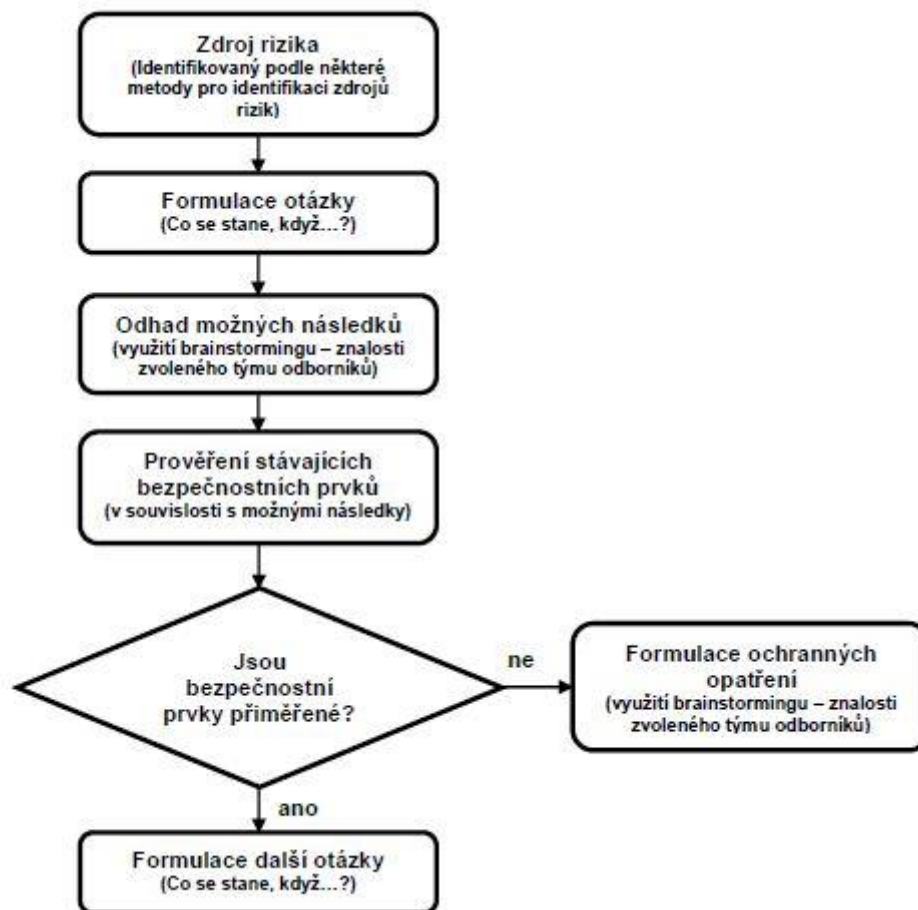 Zdroj rizika
(Identifikovaný podle některé
metody pro identifikaci zdrojů
rizik)
Formulace otázky
(Co se stane, když...?)
Odhad možných následků
(využití brainstormingu – znalosti
zvoleného týmu odborníků)
Prověření stávajících
bezpečnostních prvků
(v souvislosti s možnými následky)
Jsou
bezpečnostní
prvky přiměřené?
ne
Formulace ochranných
opatření
(využití brainstormingu – znalosti
zvoleného týmu odborníků)
ano
Formulace další otázky
(Co se stane, když...?)